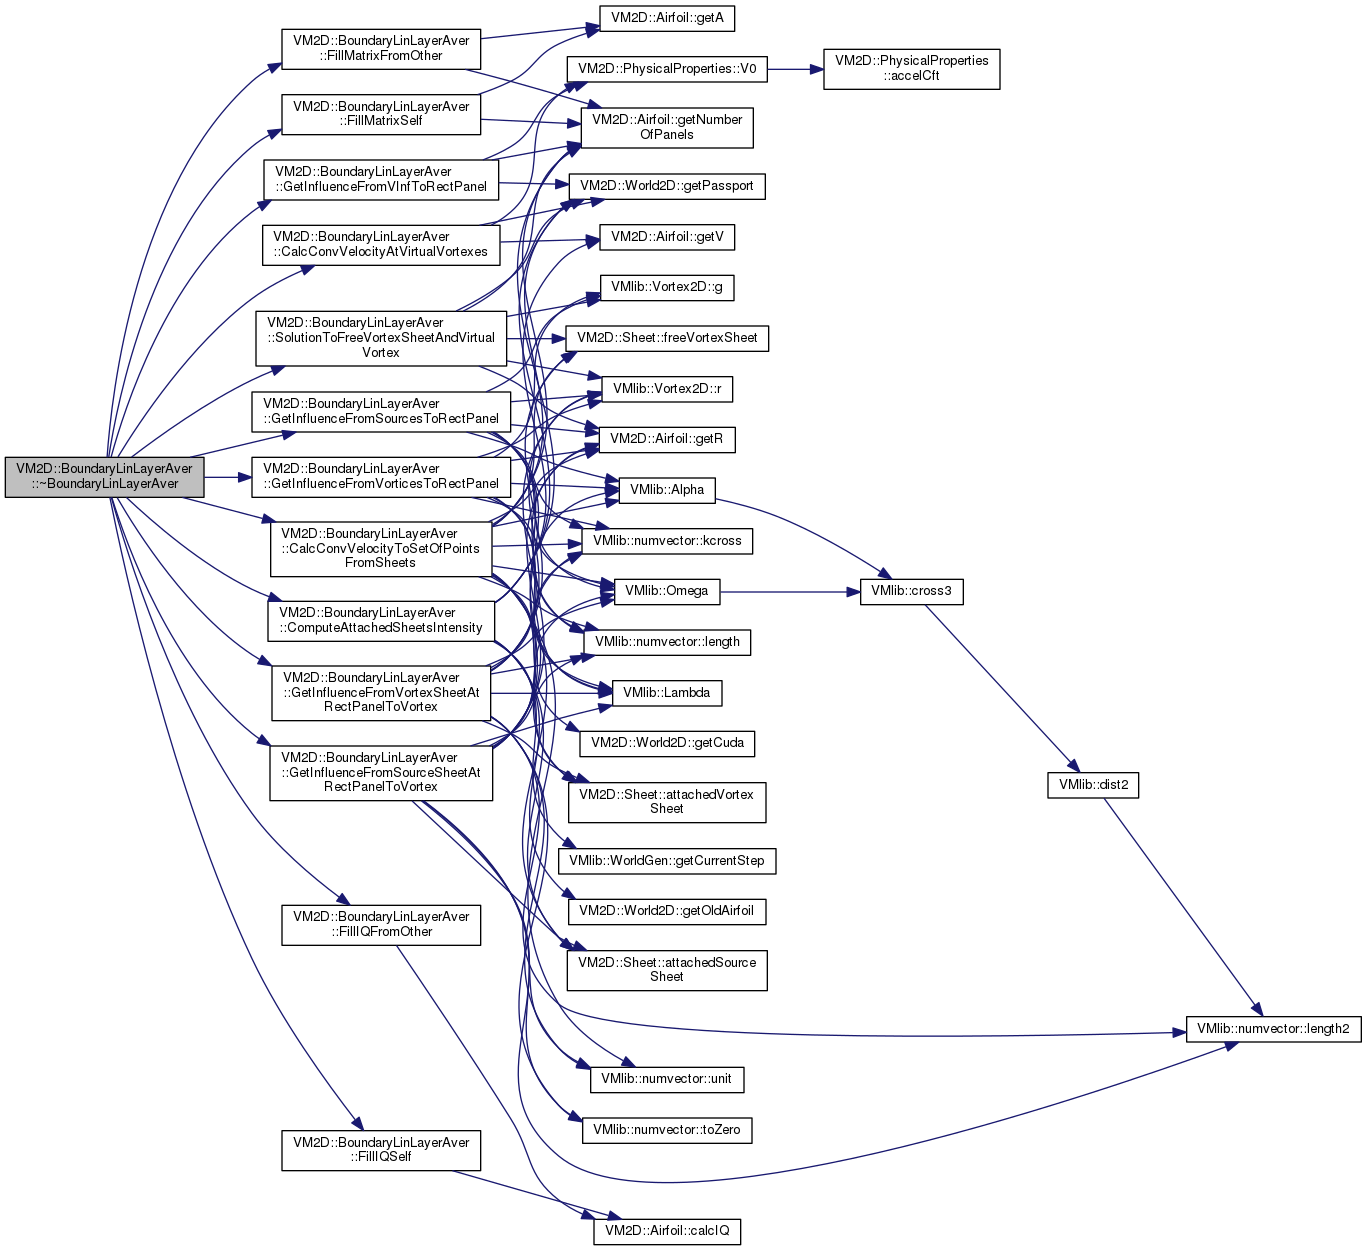 VM2D::BoundaryLinLayerAver
::~BoundaryLinLayerAver
VM2D::BoundaryLinLayerAver
::FillMatrixFromOther
VM2D::BoundaryLinLayerAver
::FillMatrixSelf
VM2D::BoundaryLinLayerAver
::GetInfluenceFromVInfToRectPanel
VM2D::BoundaryLinLayerAver
::CalcConvVelocityAtVirtualVortexes
VM2D::BoundaryLinLayerAver
::SolutionToFreeVortexSheetAndVirtual
Vortex
VM2D::BoundaryLinLayerAver
::GetInfluenceFromSourcesToRectPanel
VM2D::BoundaryLinLayerAver
::GetInfluenceFromVorticesToRectPanel
VM2D::BoundaryLinLayerAver
::CalcConvVelocityToSetOfPoints
FromSheets
VM2D::BoundaryLinLayerAver
::ComputeAttachedSheetsIntensity
VM2D::BoundaryLinLayerAver
::GetInfluenceFromVortexSheetAt
RectPanelToVortex
VM2D::BoundaryLinLayerAver
::GetInfluenceFromSourceSheetAt
RectPanelToVortex
VM2D::BoundaryLinLayerAver
::FillIQFromOther
VM2D::BoundaryLinLayerAver
::FillIQSelf
VM2D::Airfoil::getA
VM2D::PhysicalProperties::V0
VM2D::Airfoil::getNumber
OfPanels
VM2D::World2D::getPassport
VM2D::Airfoil::getV
VMlib::Vortex2D::g
VM2D::Sheet::freeVortexSheet
VMlib::Vortex2D::r
VM2D::Airfoil::getR
VMlib::Alpha
VMlib::numvector::kcross
VMlib::Omega
VMlib::numvector::length
VMlib::Lambda
VM2D::World2D::getCuda
VM2D::Sheet::attachedVortex
Sheet
VMlib::WorldGen::getCurrentStep
VM2D::World2D::getOldAirfoil
VM2D::Sheet::attachedSource
Sheet
VMlib::numvector::unit
VMlib::numvector::toZero
VM2D::Airfoil::calcIQ
VM2D::PhysicalProperties
::accelCft
VMlib::cross3
VMlib::dist2
VMlib::numvector::length2